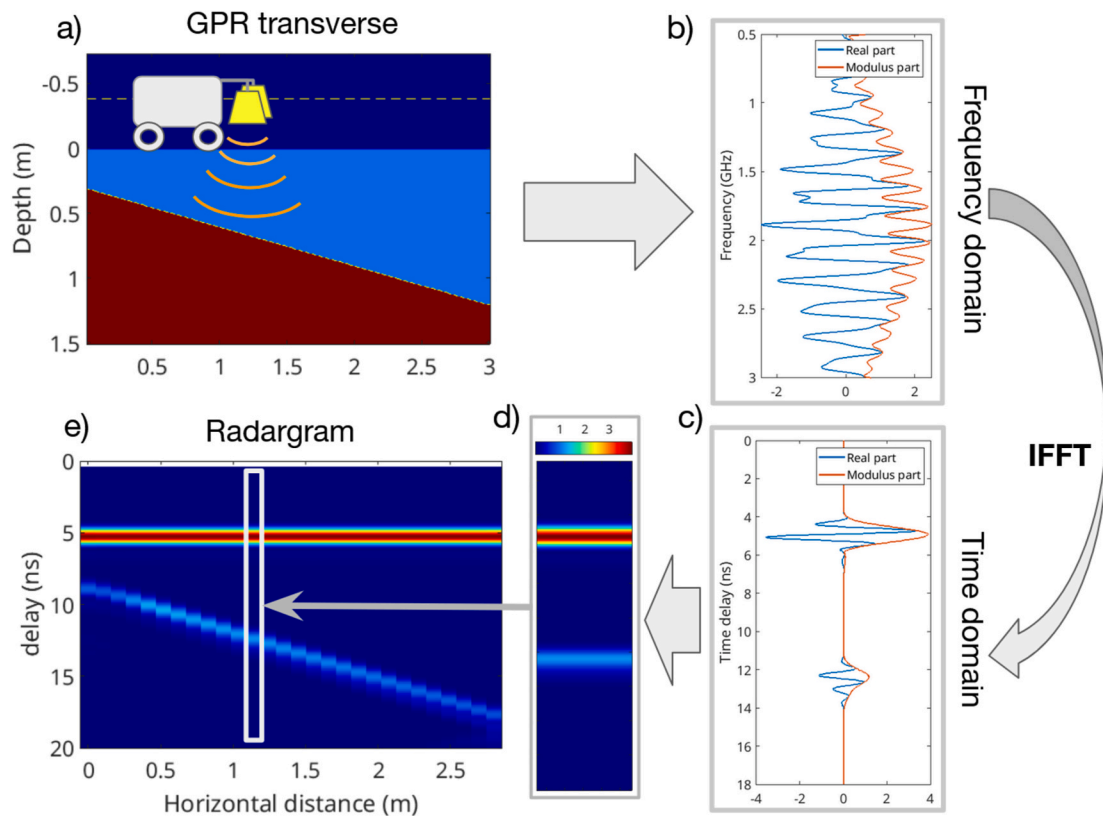 a)
GPR transverse
Depth (m)
-0.5
0
0.5
1
1.5
0.5
1
1.5
2
2.5
3
b)
Real part
Modulus part
Frequency (GHz)
0.5
1
1.5
2
2.5
3
-2
0
2
Frequency domain
IFFT
Time domain
c)
Real part
Modulus part
Time delay (ns)
0
2
4
6
8
10
12
14
16
18
-4
-2
0
2
4
d)
1
2
3
e)
Radargram
delay (ns)
0
5
10
15
20
0
0.5
1
1.5
2
2.5
Horizontal distance (m)